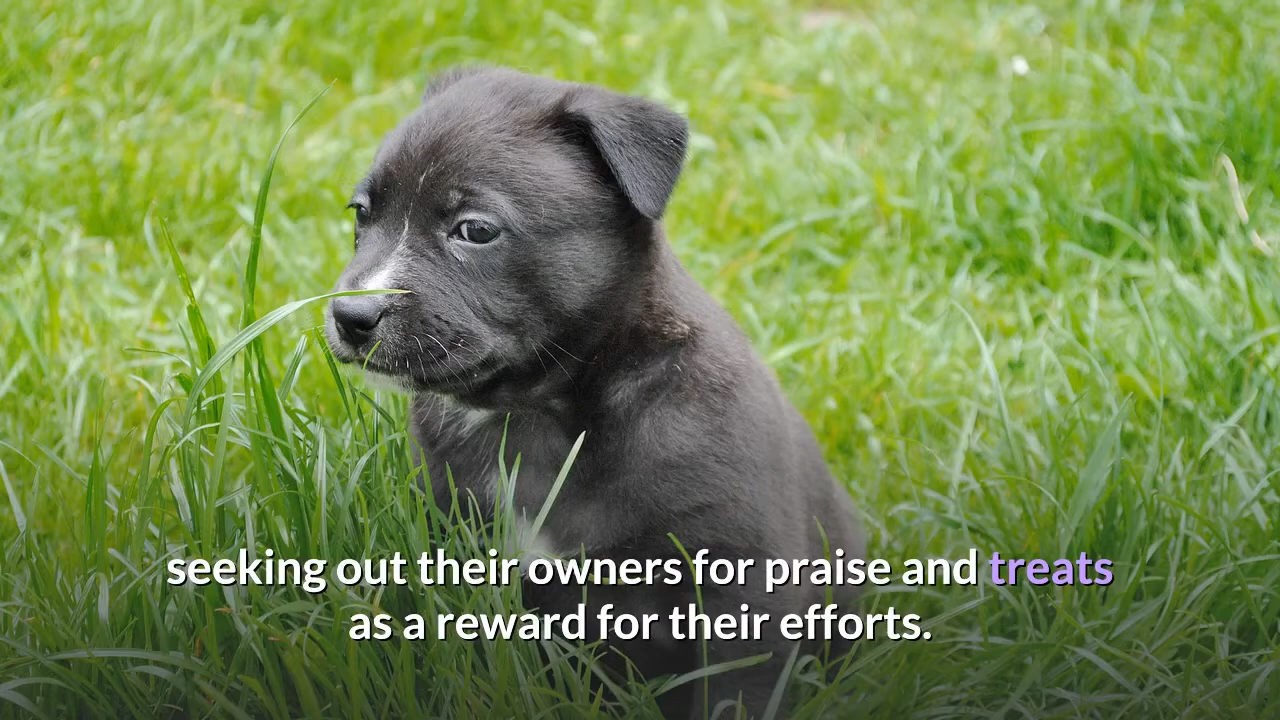 seeking out their owners for praise and treats
as a reward for their efforts.